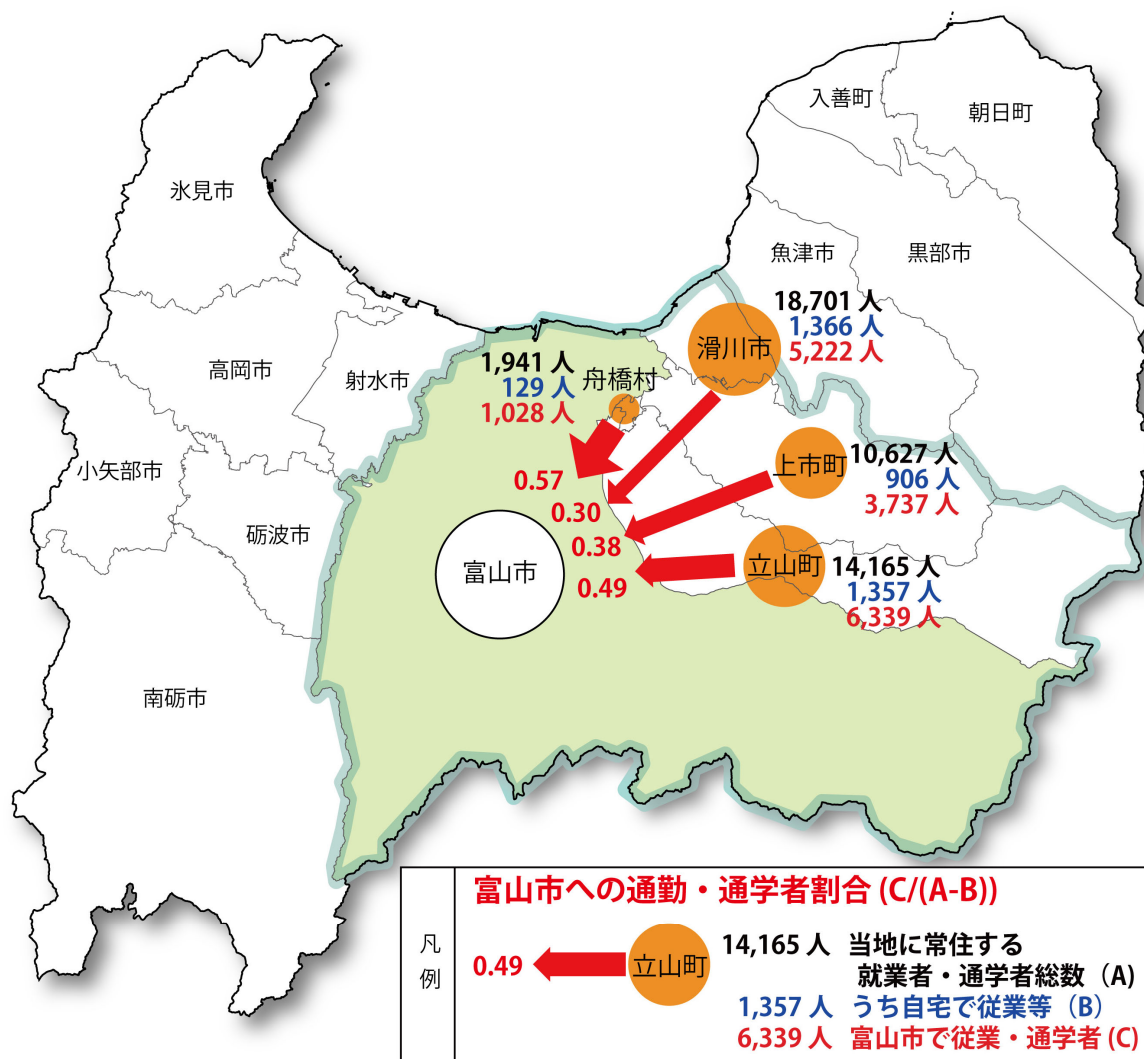 入善町
朝日町
氷見市
魚津市
黒部市
18,701 人
1,366 人
5,222 人
滑川市
高岡市
射水市
1,941 人
129 人
1,028 人
舟橋村
小矢部市
砺波市
上市町
10,627 人
906 人
3,737 人
0.57
0.30
0.38
0.49
富山市
立山町
14,165 人
1,357 人
6,339 人
南砺市
凡例
富山市への通勤・通学者割合 (C/(A-B))
0.49
立山町
14,165 人 当地に常住する
就業者・通学者総数（A）
1,357 人 うち自宅で従業等（B）
6,339 人 富山市で従業・通学者 (C)